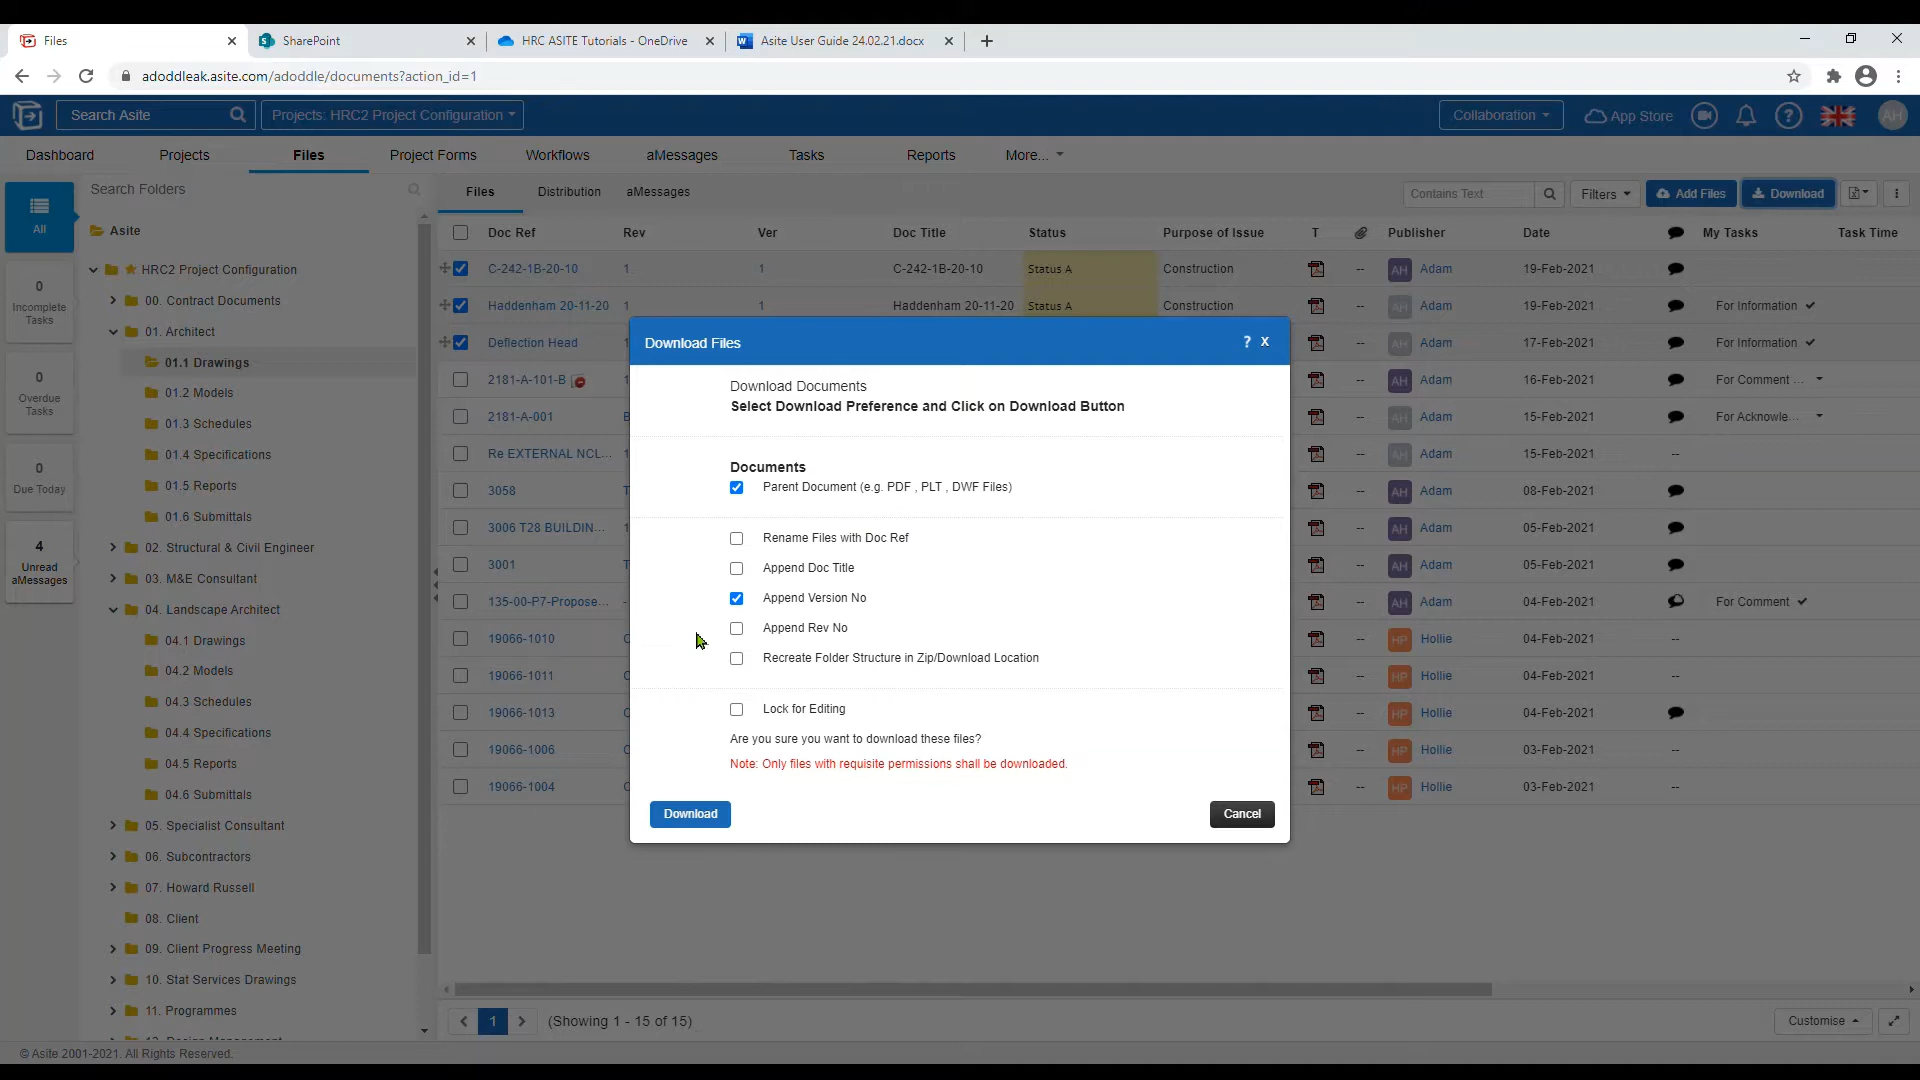 Files
SharePoint
HRC ASITE Tutorials - OneDrive
Asite User Guide 24.02.21.docx
adoddleak.asite.com/adoddle/documents?action_id=1
Search Asite
Projects: HRC2 Project Configuration
Collaboration
App Store
AH
Dashboard
Projects
Files
Project Forms
Workflows
aMessages
Tasks
Reports
More...
All
0
Incomplete
Tasks
0
Overdue
Tasks
0
Due Today
4
Unread
aMessages
Search Folders
Asite
HRC2 Project Configuration
00. Contract Documents
01. Architect
01.1 Drawings
01.2 Models
01.3 Schedules
01.4 Specifications
01.5 Reports
01.6 Submittals
02. Structural & Civil Engineer
03. M&E Consultant
04. Landscape Architect
04.1 Drawings
04.2 Models
04.3 Schedules
04.4 Specifications
04.5 Reports
04.6 Submittals
05. Specialist Consultant
06. Subcontractors
07. Howard Russell
08. Client
09. Client Progress Meeting
10. Stat Services Drawings
11. Programmes
Files
Distribution
aMessages
Contains Text
Filters
Add Files
Download
Doc Ref Rev Ver Doc Title Status Purpose of Issue T Publisher Date My Tasks Task Time
C-242-1B-20-10 1 1 C-242-1B-20-10 Status A Construction AH Adam 19-Feb-2021
Haddenham 20-11-20 1 1 Haddenham 20-11-20 Status A Construction -- AH Adam 19-Feb-2021 For Information
Deflection Head -- AH Adam 17-Feb-2021 For Information
2181-A-101-B 1 -- AH Adam 16-Feb-2021 For Comment ...
2181-A-001 B -- AH Adam 15-Feb-2021 For Acknowle...
Re EXTERNAL NCL... 1 -- AH Adam 15-Feb-2021 --
3058 T -- AH Adam 08-Feb-2021
3006 T28 BUILDIN... 1 -- AH Adam 05-Feb-2021
3001 T -- AH Adam 05-Feb-2021
135-00-P7-Propose... - -- AH Adam 04-Feb-2021 For Comment
19066-1010 C -- HP Hollie 04-Feb-2021 --
19066-1011 C -- HP Hollie 04-Feb-2021 --
19066-1013 C -- HP Hollie 04-Feb-2021
19066-1006 C -- HP Hollie 03-Feb-2021 --
19066-1004 C -- HP Hollie 03-Feb-2021 --
Download Files
? X
Download Documents
Select Download Preference and Click on Download Button
Documents
Parent Document (e.g. PDF , PLT , DWF Files)
Rename Files with Doc Ref
Append Doc Title
Append Version No
Append Rev No
Recreate Folder Structure in Zip/Download Location
Lock for Editing
Are you sure you want to download these files?
Note: Only files with requisite permissions shall be downloaded.
Download
Cancel
1
(Showing 1 - 15 of 15)
Customise
© Asite 2001-2021. All Rights Reserved.